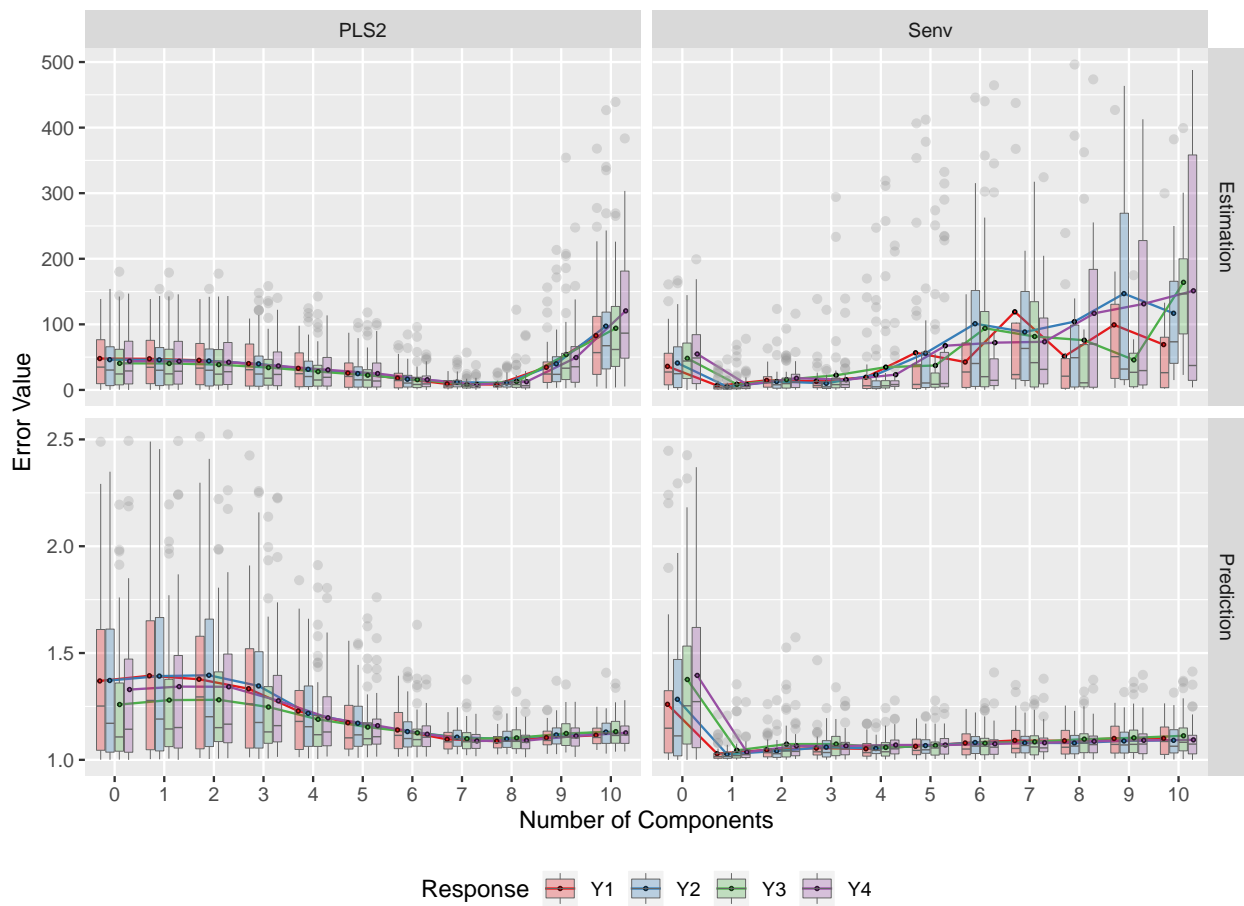 PLS2 Senv
Error Value
500
400
300
200
100
0
Estimation
2.5
2.0
1.5
1.0
Prediction
0 1 2 3 4 5 6 7 8 9 10 0 1 2 3 4 5 6 7 8 9 10
Number of Components
Response Y1 Y2 Y3 Y4